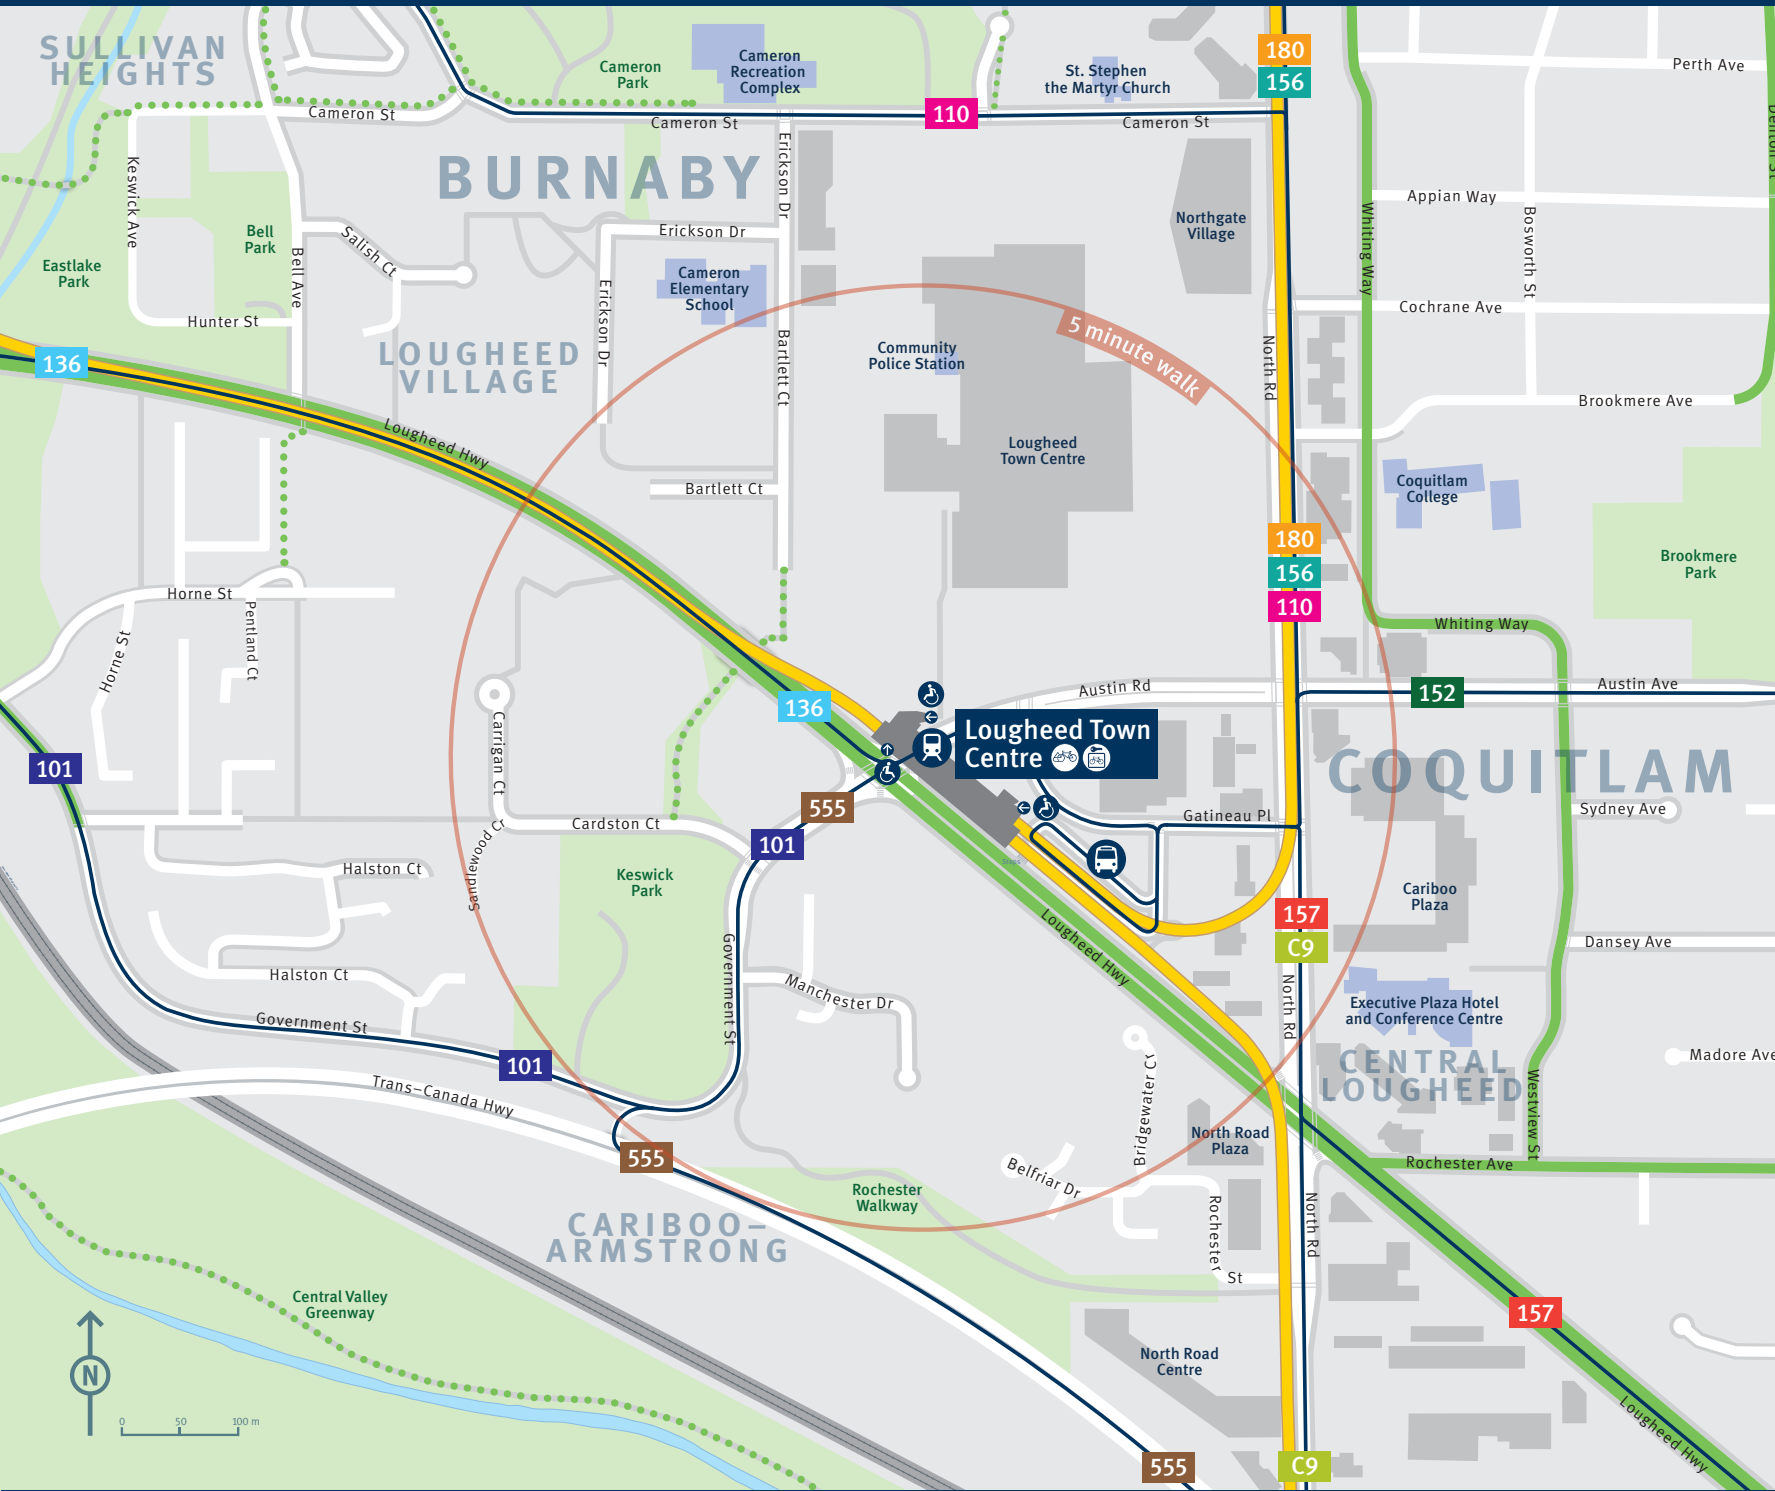 SULLIVAN
HEIGHTS
Cameron
Park
Cameron
Recreation
Complex
St. Stephen
the Martyr Church
180
156
Perth Ave
Cameron St
Cameron St
110
Cameron St
Denton St
BURNABY
Keswick Ave
Erickson Dr
Appian Way
Northgate
Village
Whiting Way
Bosworth St
Bell
Park
Salish Ct
Erickson Dr
Eastlake
Park
Bell Ave
Cameron
Elementary
School
Erickson Dr
Hunter St
Cochrane Ave
5 minute walk
136
LOUGHEED
VILLAGE
Bartlett Ct
Community
Police Station
North Rd
Brookmere Ave
Lougheed Hwy
Lougheed
Town Centre
Bartlett Ct
Coquitlam
College
180
156
110
Brookmere
Park
Horne St
Pentland Ct
Horne St
Whiting Way
136
Austin Rd
152
Austin Ave
Carrigan Ct
Lougheed Town
Centre
COQUITLAM
101
555
Cardston Ct
101
Gatineau Pl
Sydney Ave
Saturnawood Cr
Halston Ct
Keswick
Park
Cariboo
Plaza
157
C9
Lougheed Hwy
Government St
Dansey Ave
Halston Ct
Manchester Dr
North Rd
Executive Plaza Hotel
and Conference Centre
Government St
101
CENTRAL
LOUGHEED
Madore Ave
Trans–Canada Hwy
Bridgewater Cr
Westview St
North Road
Plaza
555
Rochester Ave
Belfriar Dr
Rochester
Walkway
CARIBOO–
ARMSTRONG
Rochester
St
North Rd
Central Valley
Greenway
157
North Road
Centre
N
0 50 100 m
Lougheed Hwy
555
C9